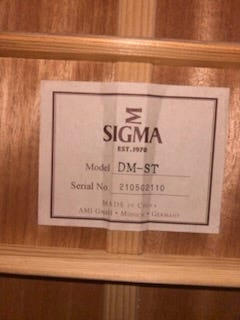 SIGMA
EST. 1970
Model DM-ST
Serial No. 210502110
MADE IN CHINA
AMI GmbH • MUNICH • GERMANY